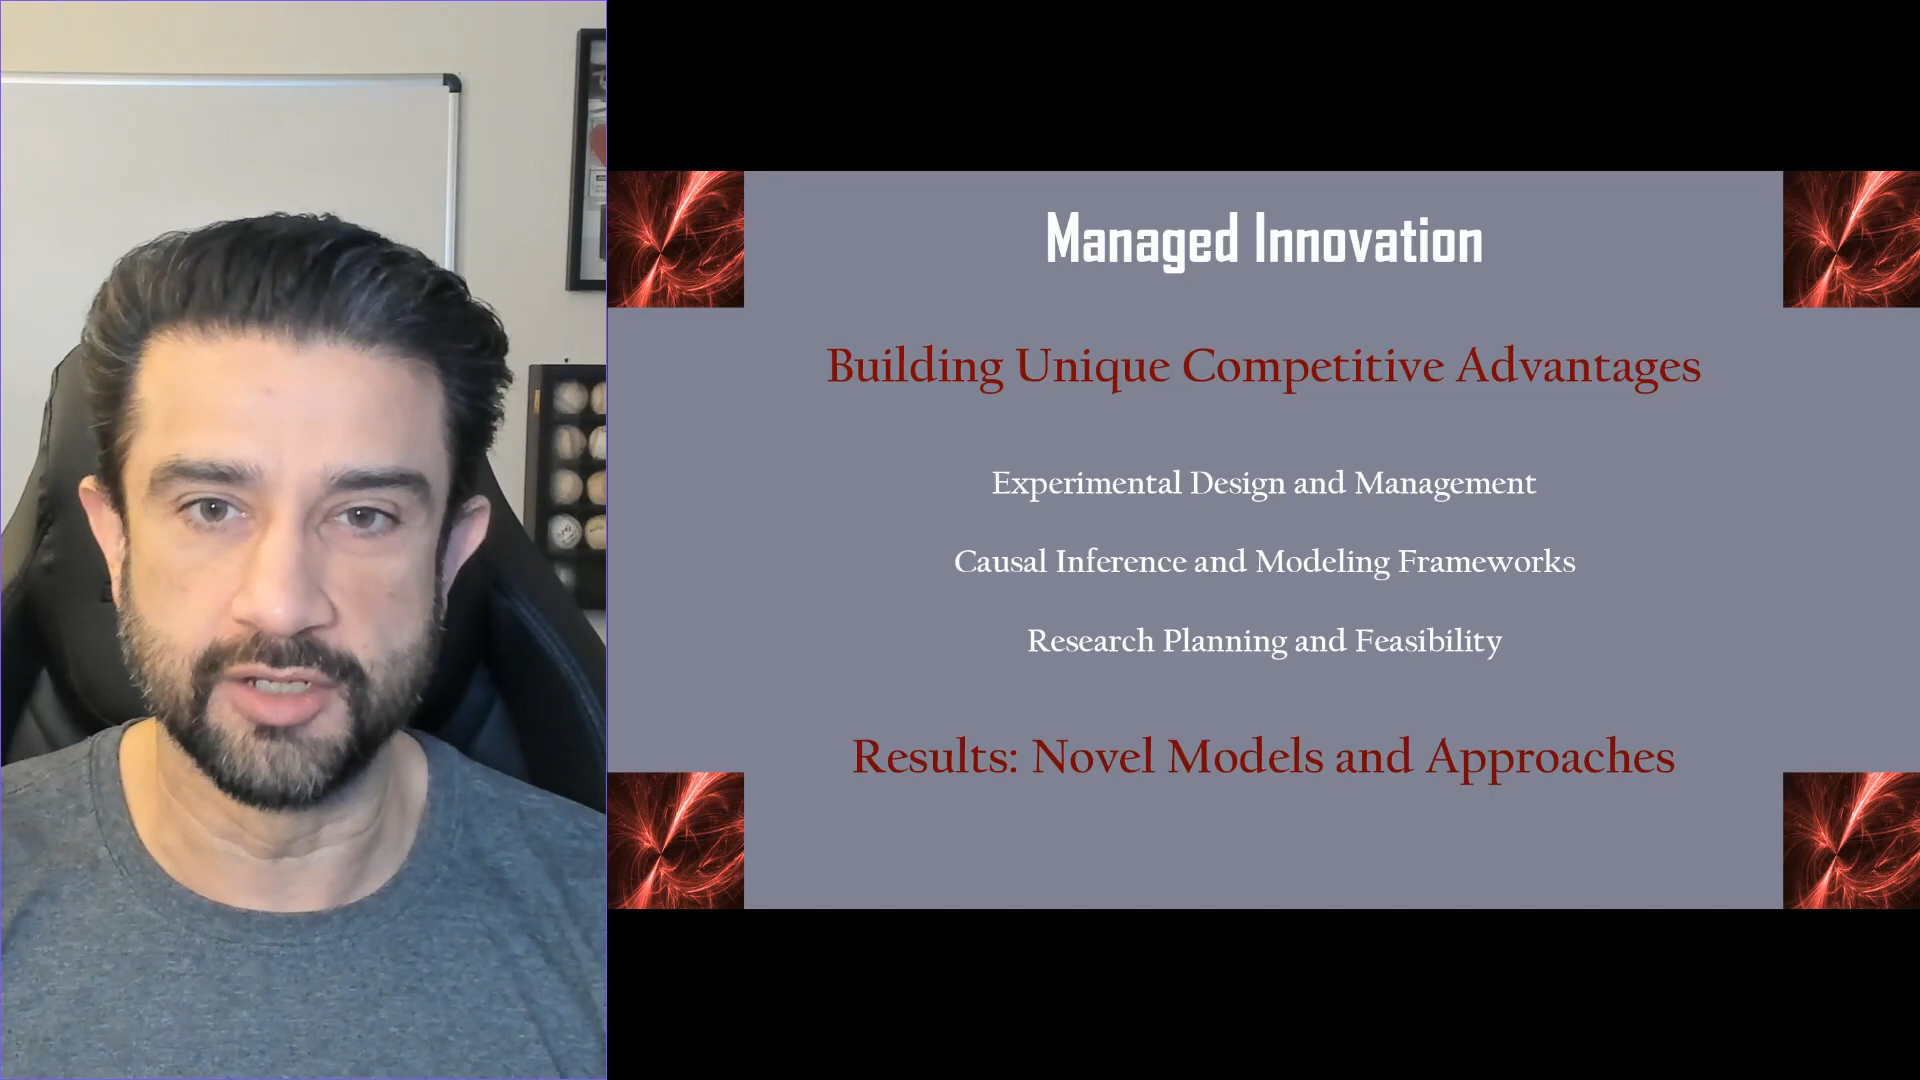 Managed Innovation
Building Unique Competitive Advantages
Experimental Design and Management
Causal Inference and Modeling Frameworks
Research Planning and Feasibility
Results: Novel Models and Approaches